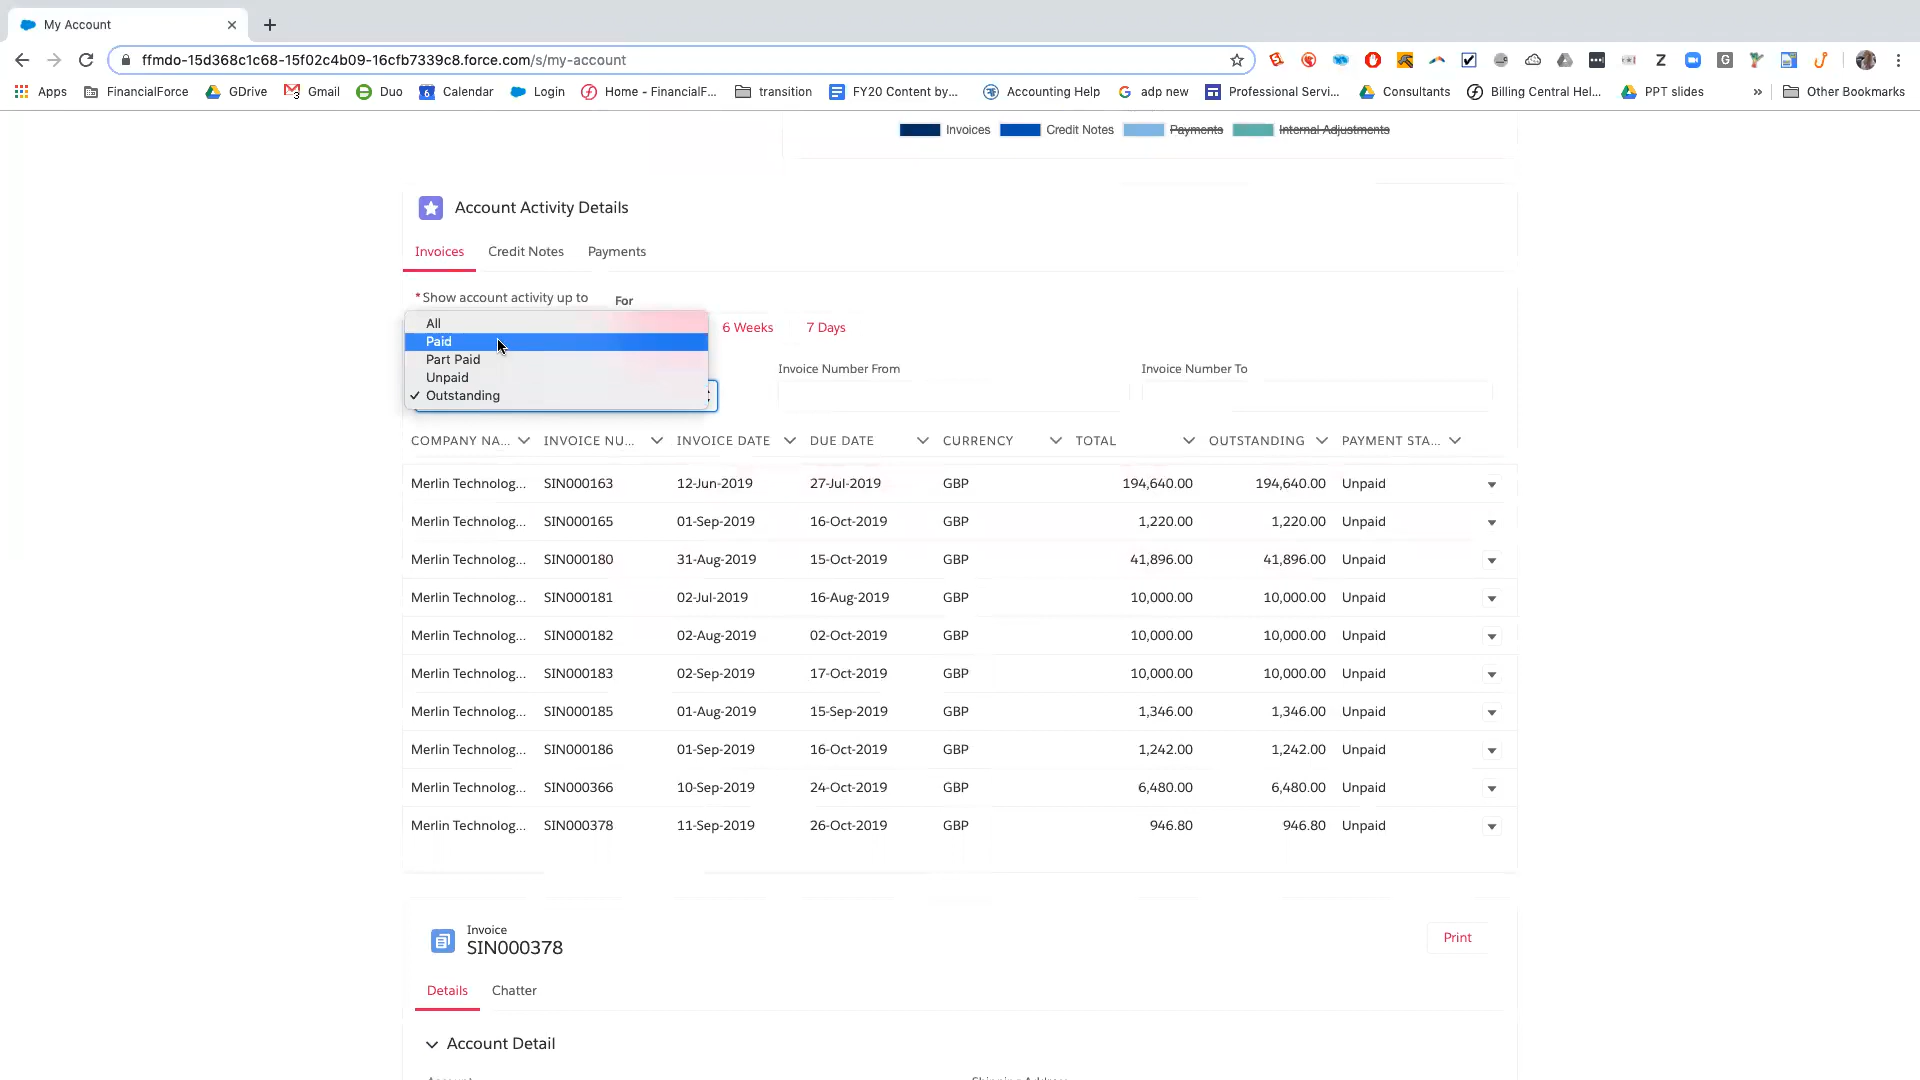 My Account
ffmdo-15d368c1c68-15f02c4b09-16cfb7339c8.force.com/s/my-account
Apps FinancialForce GDrive Gmail Duo Calendar Login Home - FinancialF... transition FY20 Content by... Accounting Help adp new Professional Servi... Consultants Billing Central Hel... PPT slides » Other Bookmarks
Invoices Credit Notes Payments Internal Adjustments
Account Activity Details
Invoices Credit Notes Payments
*Show account activity up to For
All
6 Weeks 7 Days
Paid
Part Paid
Invoice Number From Invoice Number To
Unpaid
✓ Outstanding
COMPANY NA... INVOICE NU... INVOICE DATE DUE DATE CURRENCY TOTAL OUTSTANDING PAYMENT STA...
Merlin Technolog... SIN000163 12-Jun-2019 27-Jul-2019 GBP 194,640.00 194,640.00 Unpaid
Merlin Technolog... SIN000165 01-Sep-2019 16-Oct-2019 GBP 1,220.00 1,220.00 Unpaid
Merlin Technolog... SIN000180 31-Aug-2019 15-Oct-2019 GBP 41,896.00 41,896.00 Unpaid
Merlin Technolog... SIN000181 02-Jul-2019 16-Aug-2019 GBP 10,000.00 10,000.00 Unpaid
Merlin Technolog... SIN000182 02-Aug-2019 02-Oct-2019 GBP 10,000.00 10,000.00 Unpaid
Merlin Technolog... SIN000183 02-Sep-2019 17-Oct-2019 GBP 10,000.00 10,000.00 Unpaid
Merlin Technolog... SIN000185 01-Aug-2019 15-Sep-2019 GBP 1,346.00 1,346.00 Unpaid
Merlin Technolog... SIN000186 01-Sep-2019 16-Oct-2019 GBP 1,242.00 1,242.00 Unpaid
Merlin Technolog... SIN000366 10-Sep-2019 24-Oct-2019 GBP 6,480.00 6,480.00 Unpaid
Merlin Technolog... SIN000378 11-Sep-2019 26-Oct-2019 GBP 946.80 946.80 Unpaid
Invoice
SIN000378
Print
Details Chatter
Account Detail